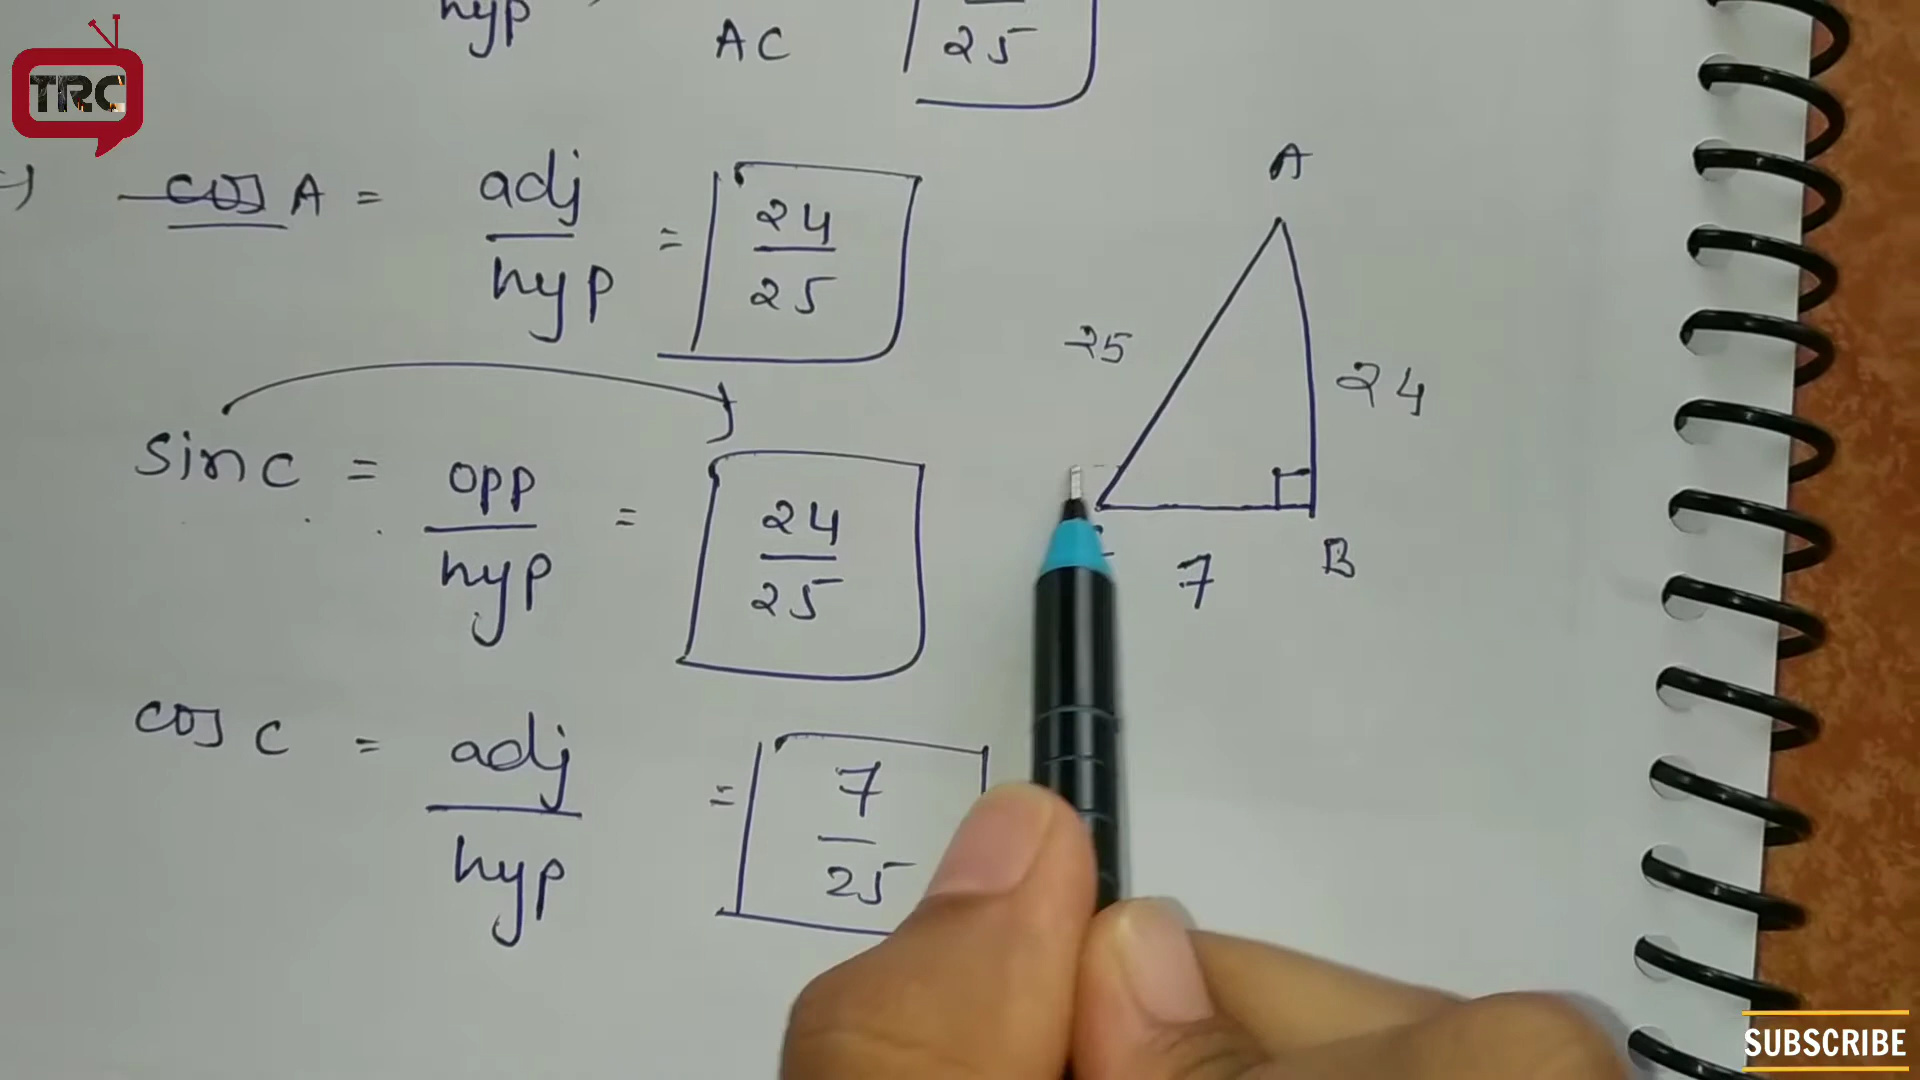 hyp
AC
25
TRC
cos A = adj/hyp = 24/25
sin C = opp/hyp = 24/25
cos C = adj/hyp = 7/25
A
25
24
7
B
SUBSCRIBE